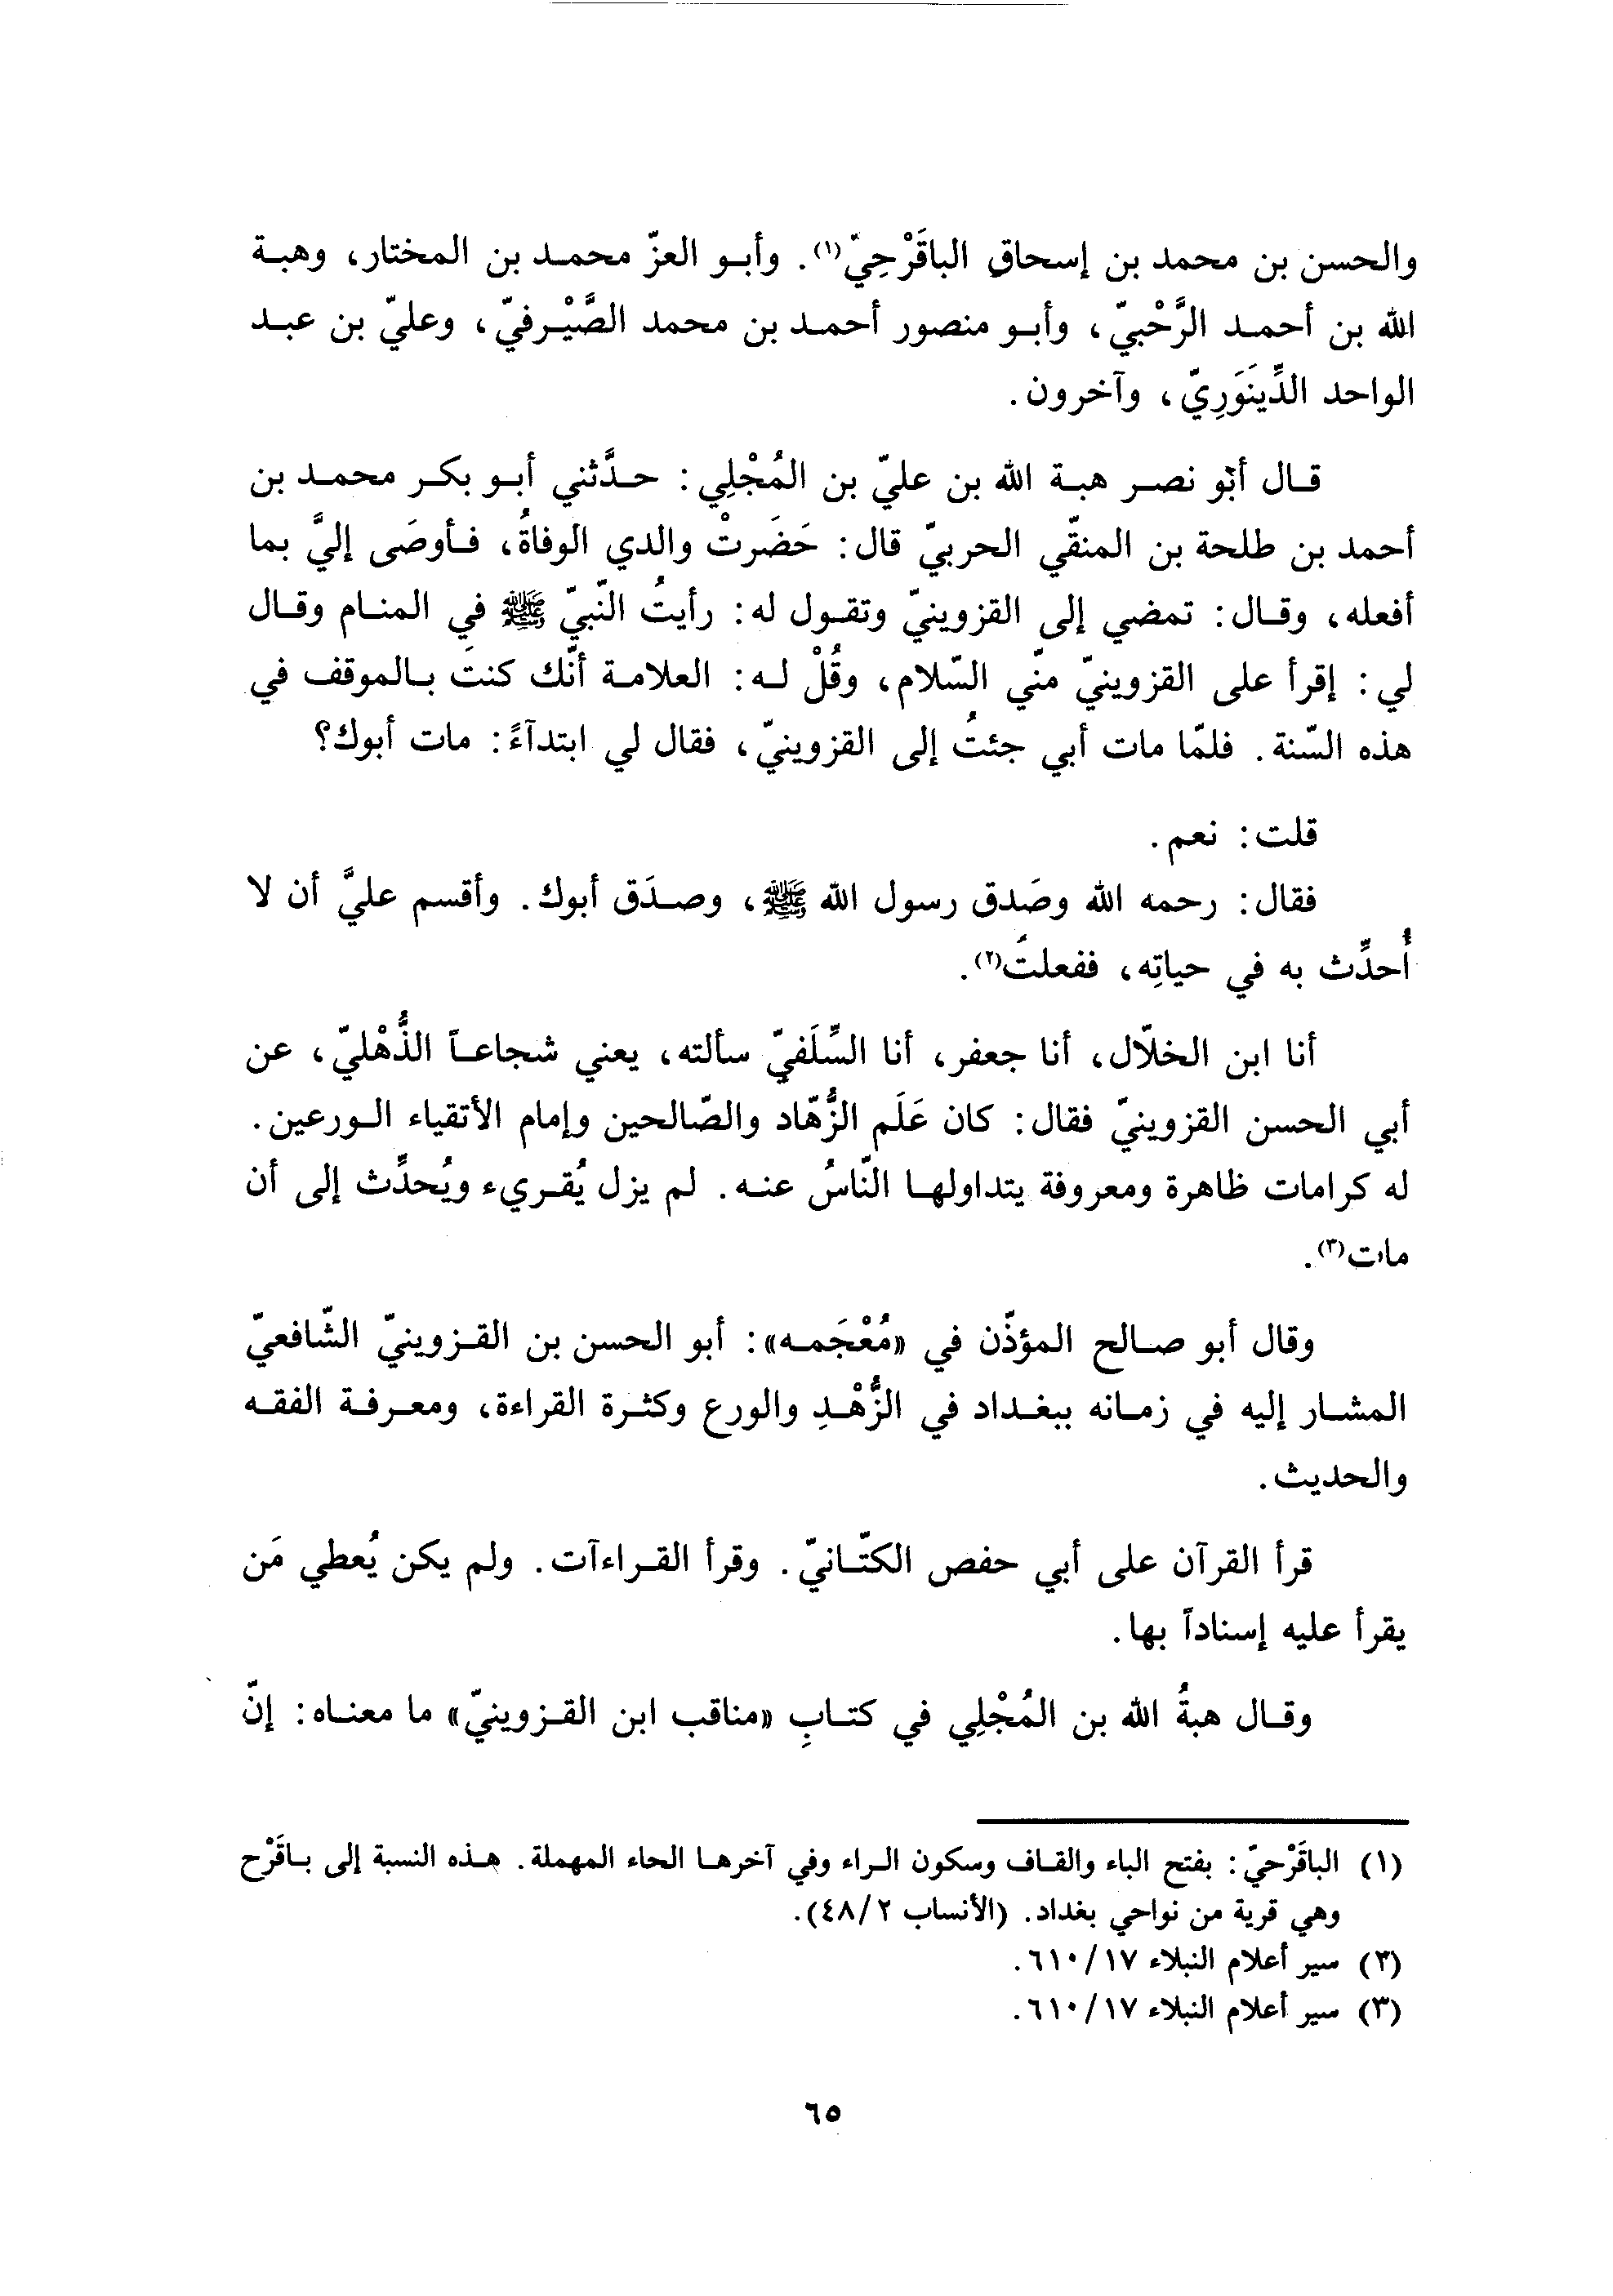 والحسن بن محمد بن إسحاق الباقَرْحِيّ(١). وأبو العزّ محمد بن المختار، وهبة
الله بن أحمد الرَّحْبيّ، وأبو منصور أحمد بن محمد الصَّيْرفيّ، وعليّ بن عبد
الواحد الدِّينَوَرِيّ، وآخرون.
قال أبو نصر هبة الله بن عليّ بن المُجْلِي: حدَّثني أبو بكر محمد بن
أحمد بن طلحة بن المنقّي الحربيّ قال: حَضَرتْ والدي الوفاةُ، فأوصَى إليَّ بما
أفعله، وقال: تمضي إلى القزوينيّ وتقول له: رأيتُ النّبيّ ﷺ في المنام وقال
لي: إقرأ على القزوينيّ منّي السّلام، وقُلْ له: العلامة أنّك كنتَ بالموقف في
هذه السّنة. فلمّا مات أبي جئتُ إلى القزوينيّ، فقال لي ابتدآءً: مات أبوك؟
قلت: نعم.
فقال: رحمه الله وصَدق رسول الله ﷺ، وصدَق أبوك. وأقسم عليَّ أن لا
أُحدِّث به في حياتِه، ففعلتُ(٢).
أنا ابن الخلّال، أنا جعفر، أنا السِّلَفيّ سألته، يعني شجاعاً الذُّهْليّ، عن
أبي الحسن القزوينيّ فقال: كان عَلَم الزُّهّاد والصّالحين وإمام الأتقياء الورعين.
له كرامات ظاهرة ومعروفة يتداولها النّاسُ عنه. لم يزل يُقريء ويُحدِّث إلى أن
مات(٣).
وقال أبو صالح المؤذّن في «مُعْجَمه»: أبو الحسن بن القزوينيّ الشّافعيّ
المشار إليه في زمانه ببغداد في الزُّهْدِ والورع وكثرة القراءة، ومعرفة الفقه
والحديث.
قرأ القرآن على أبي حفص الكتّانيّ. وقرأ القراءآت. ولم يكن يُعطي مَن
يقرأ عليه إسناداً بها.
وقال هبةُ الله بن المُجْلِي في كتابِ «مناقب ابن القزوينيّ» ما معناه: إنّ
(١) الباقَرْحيّ: بفتح الباء والقاف وسكون الراء وفي آخرها الحاء المهملة. هذه النسبة إلى باقَرْح
وهي قرية من نواحي بغداد. (الأنساب ٤٨/٢).
(٣) سير أعلام النبلاء ٦١٠/١٧.
(٣) سير أعلام النبلاء ٦١٠/١٧.
٦٥